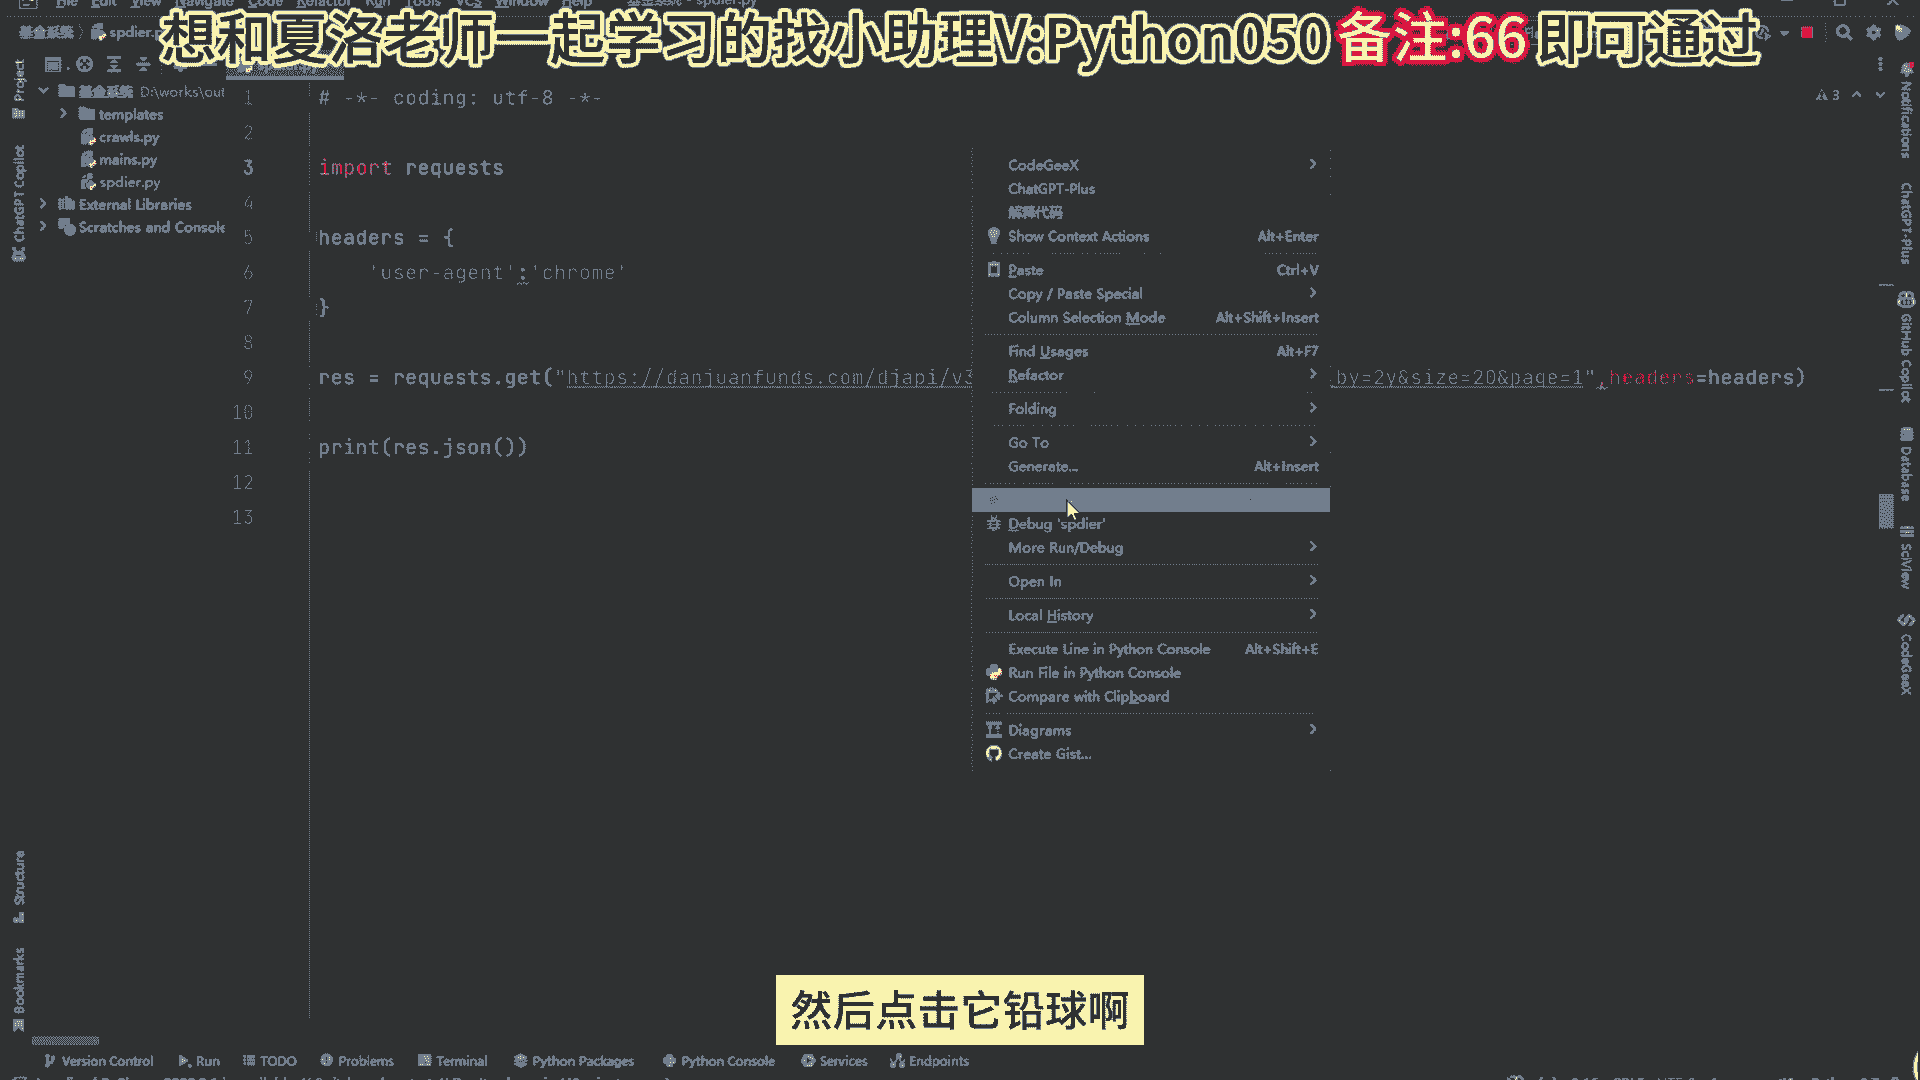 File Edit View Navigate Code Refactor Run Tools VCS Window Help
想和夏洛老师一起学习的找小助理V:Python050 备注:66 即可通过
基金系统 spdier.p
基金系统 D:\works\out
templates
crawls.py
mains.py
spdier.py
External Libraries
Scratches and Console
Project
ChatGPT Copilot
Structure
Bookmarks
1 # -*- coding: utf-8 -*-
2
3 import requests
4
5 headers = {
6 'user-agent':'chrome'
7 }
8
9 res = requests.get("https://danjuanfunds.com/djapi/v3 by=2y&size=20&page=1",headers=headers)
10
11 print(res.json())
12
13
3
CodeGeeX
ChatGPT-Plus
解释代码
Show Context Actions Alt+Enter
Paste Ctrl+V
Copy / Paste Special
Column Selection Mode Alt+Shift+Insert
Find Usages Alt+F7
Refactor
Folding
Go To
Generate... Alt+Insert
Debug 'spdier'
More Run/Debug
Open In
Local History
Execute Line in Python Console Alt+Shift+E
Run File in Python Console
Compare with Clipboard
Diagrams
Create Gist...
Notifications
ChatGPT-Plus
GitHub Copilot
Database
SciView
CodeGeeX
然后点击它铅球啊
Version Control Run TODO Problems Terminal Python Packages Python Console Services Endpoints